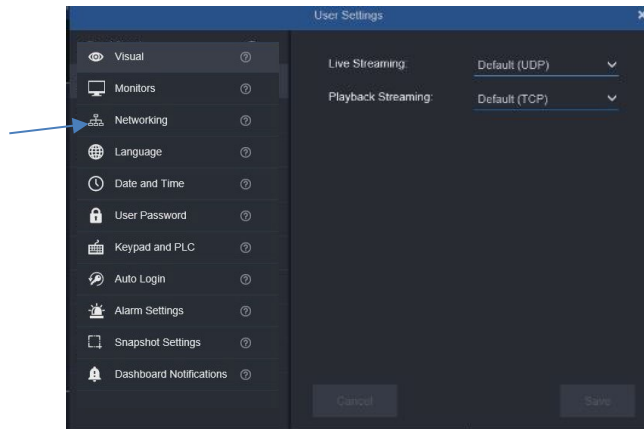 User Settings
Visual
Monitors
Networking
Language
Date and Time
User Password
Keypad and PLC
Auto Login
Alarm Settings
Snapshot Settings
Dashboard Notifications
Live Streaming: Default (UDP)
Playback Streaming: Default (TCP)
Cancel Save